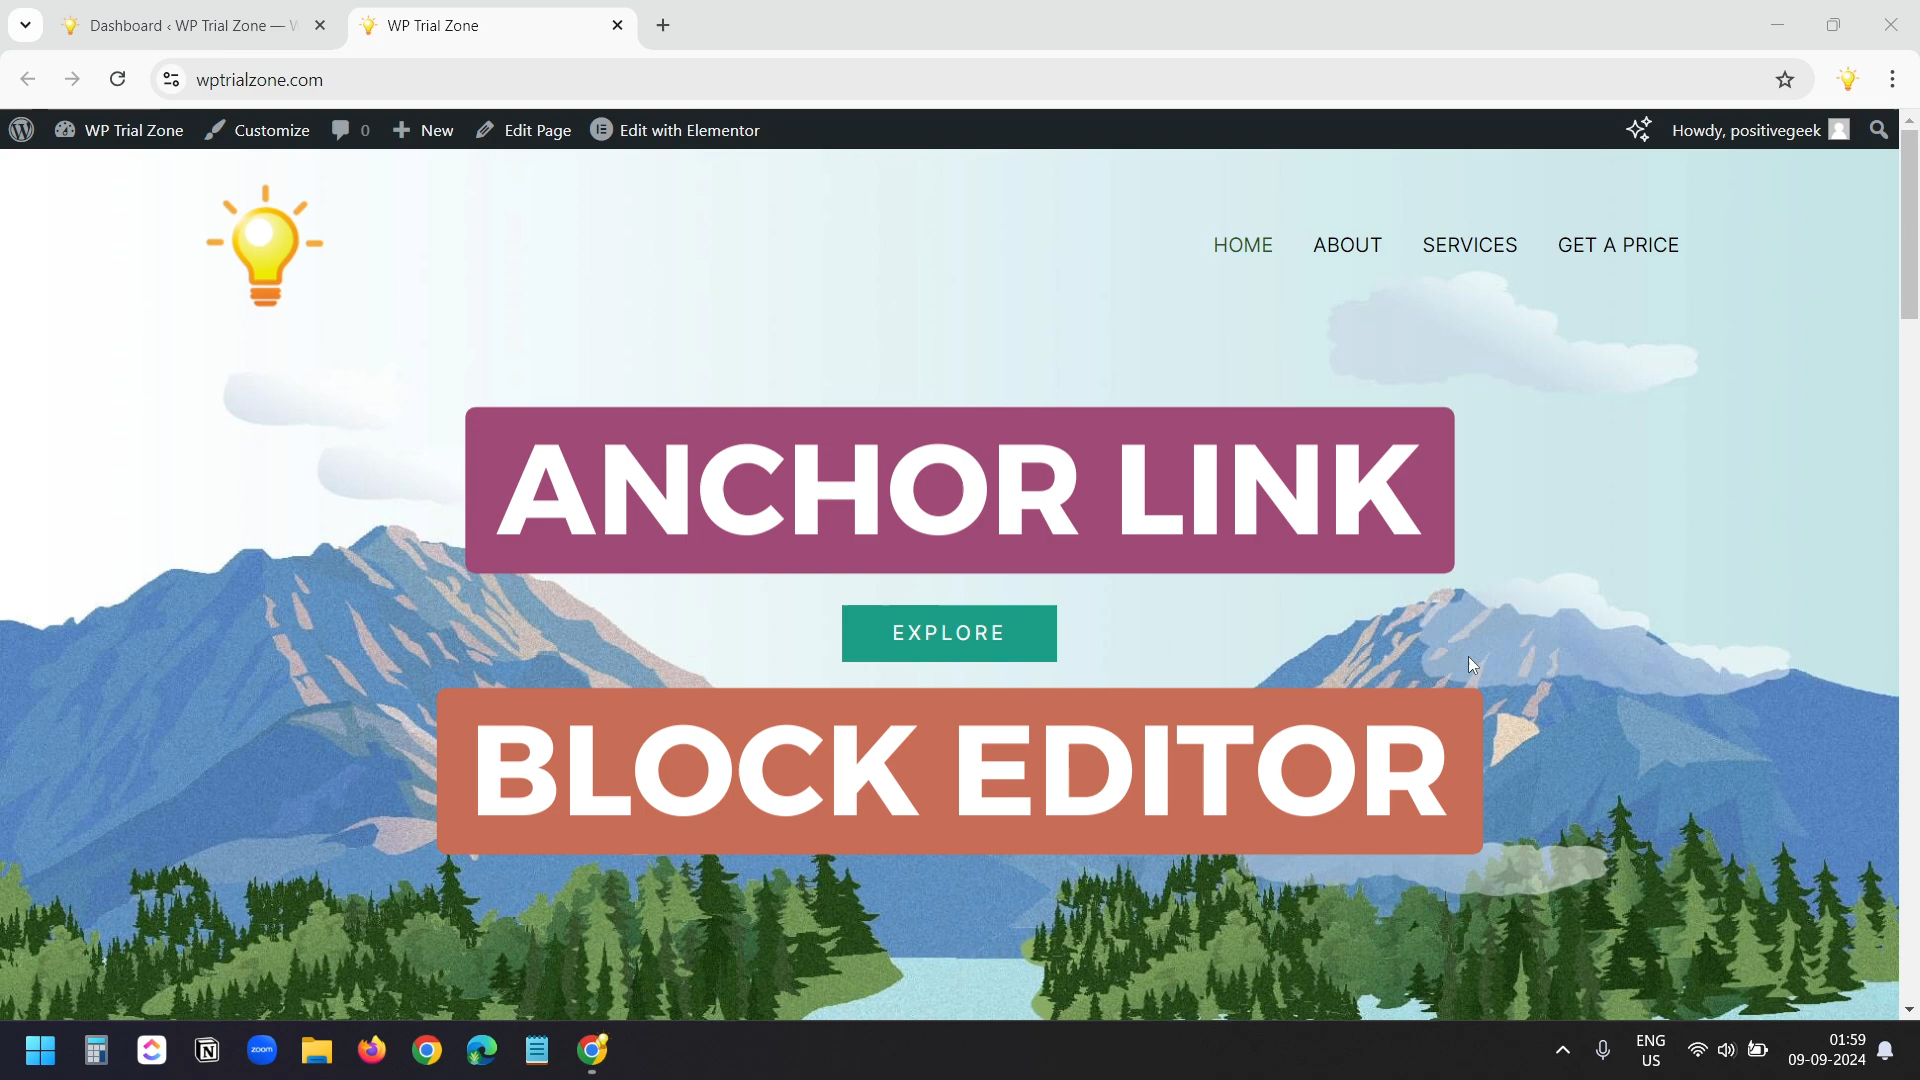 Dashboard ‹ WP Trial Zone —
WP Trial Zone
wptrialzone.com
WP Trial Zone
Customize
0
New
Edit Page
Edit with Elementor
Howdy, positivegeek
HOME
ABOUT
SERVICES
GET A PRICE
ANCHOR LINK
EXPLORE
BLOCK EDITOR
zoom
ENG
US
01:59
09-09-2024